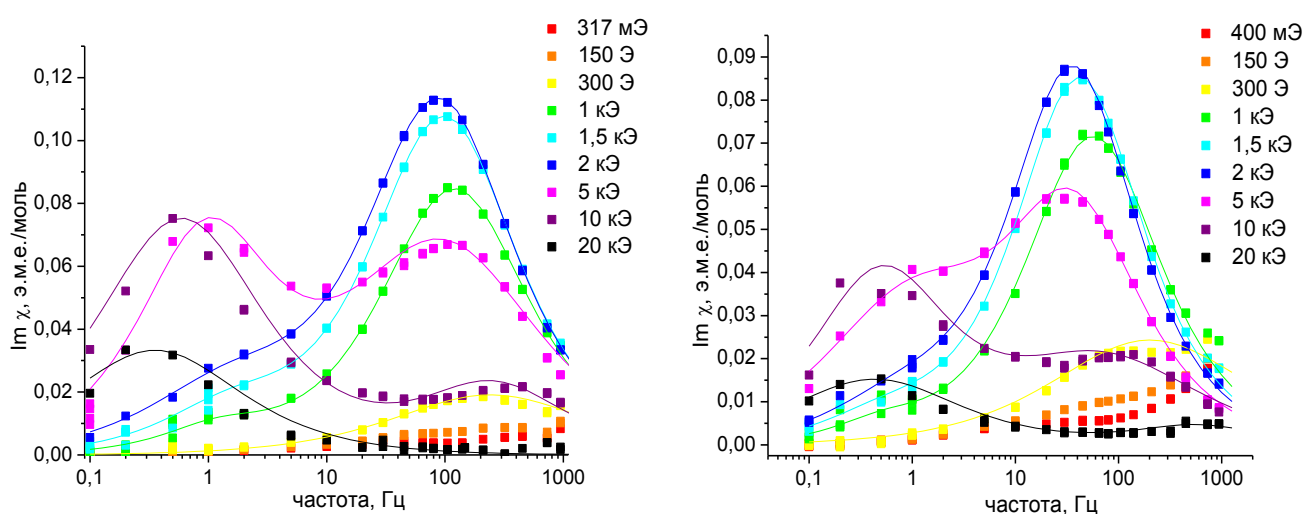 317 мЭ
150 Э
300 Э
1 кЭ
1,5 кЭ
2 кЭ
5 кЭ
10 кЭ
20 кЭ
0,12
0,10
0,08
0,06
0,04
0,02
0,00
Im χ, э.м.е./моль
0,1 1 10 100 1000
частота, Гц
400 мЭ
150 Э
300 Э
1 кЭ
1,5 кЭ
2 кЭ
5 кЭ
10 кЭ
20 кЭ
0,09
0,08
0,07
0,06
0,05
0,04
0,03
0,02
0,01
0,00
Im χ, э.м.е./моль
0,1 1 10 100 1000
частота, Гц